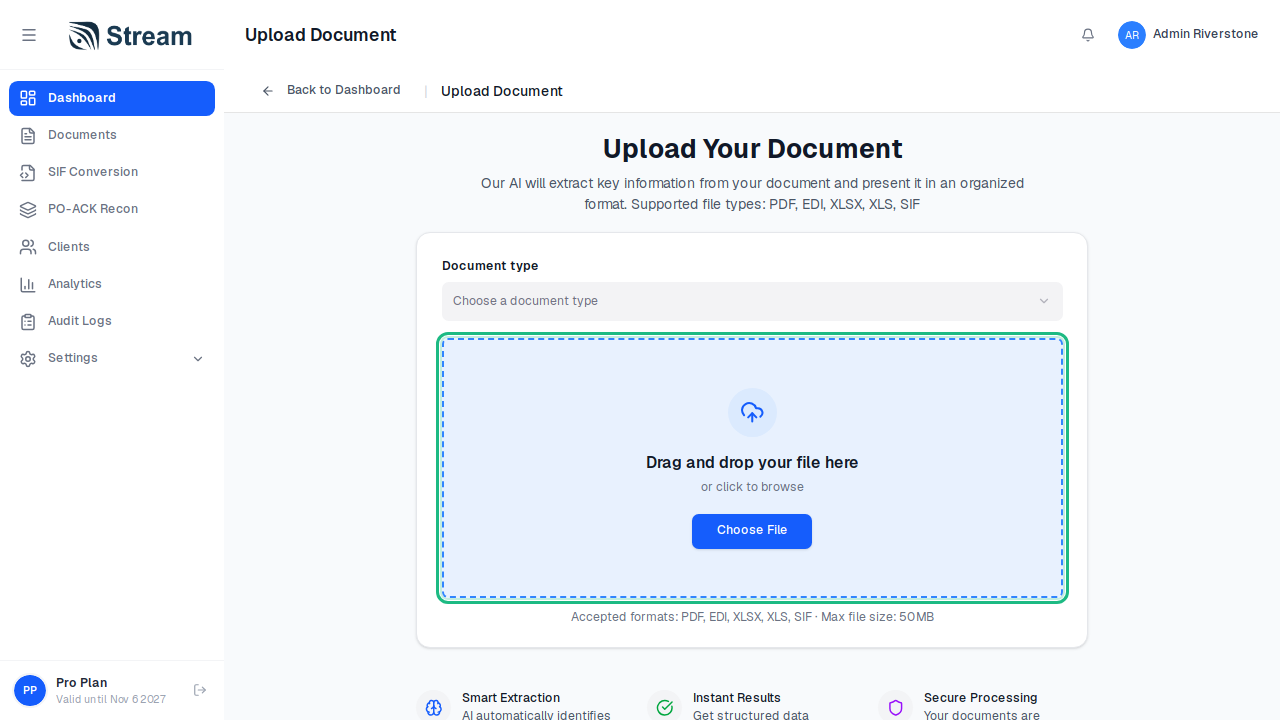 Stream
Upload Document
AR
Admin Riverstone
Dashboard
Documents
SIF Conversion
PO-ACK Recon
Clients
Analytics
Audit Logs
Settings
PP
Pro Plan
Valid until Nov 6 2027
Back to Dashboard
Upload Document
Upload Your Document
Our AI will extract key information from your document and present it in an organized
format. Supported file types: PDF, EDI, XLSX, XLS, SIF
Document type
Choose a document type
Drag and drop your file here
or click to browse
Choose File
Accepted formats: PDF, EDI, XLSX, XLS, SIF · Max file size: 50MB
Smart Extraction
AI automatically identifies
Instant Results
Get structured data
Secure Processing
Your documents are